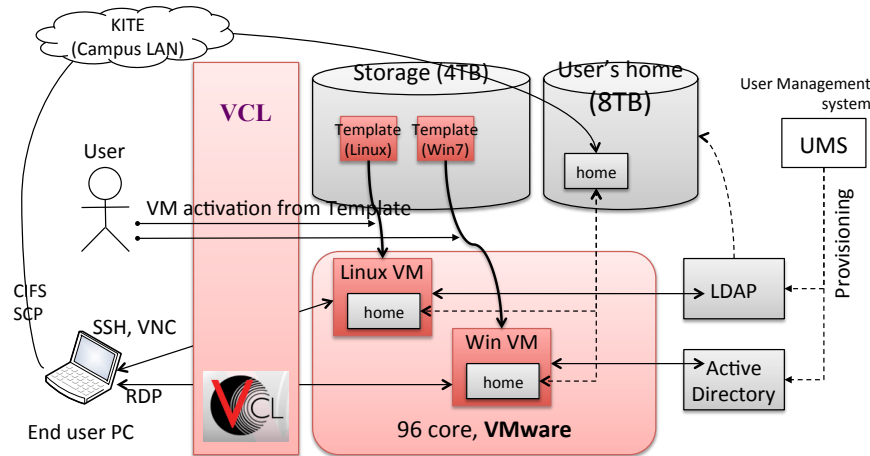 KITE
(Campus LAN)
VCL
Storage (4TB)
User's home
(8TB)
User Management
system
UMS
Template
(Linux)
Template
(Win7)
home
User
VM activation from Template
Provisioning
Linux VM
home
LDAP
CIFS
SCP
SSH, VNC
Win VM
home
Active
Directory
RDP
VCL
End user PC
96 core, VMware